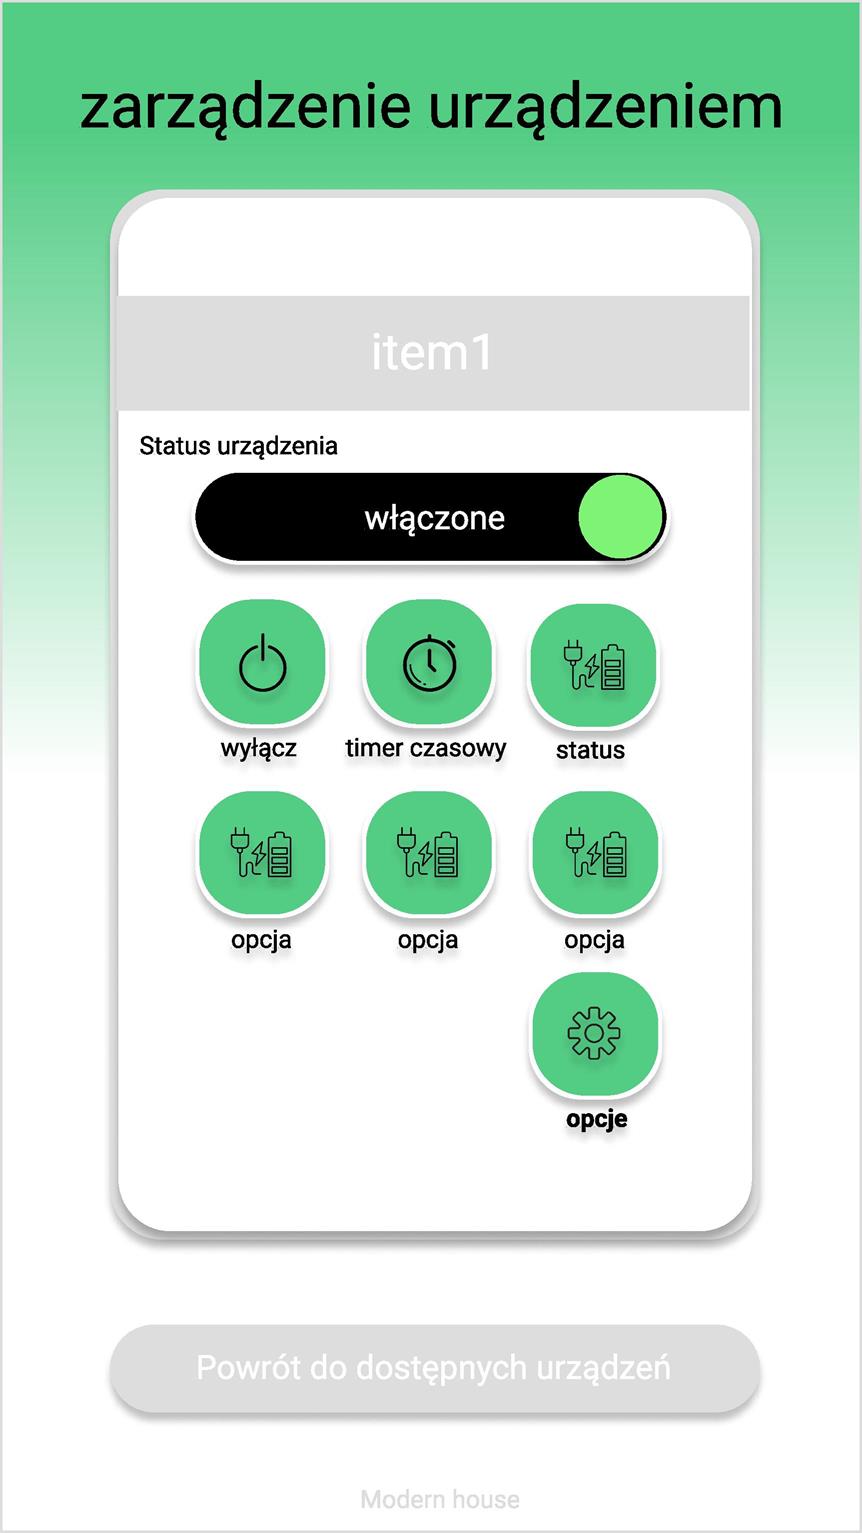 zarządzenie urządzeniem
item1
Status urządzenia
włączone
wyłącz
timer czasowy
status
opcja
opcja
opcja
opcje
Powrót do dostępnych urządzeń
Modern house